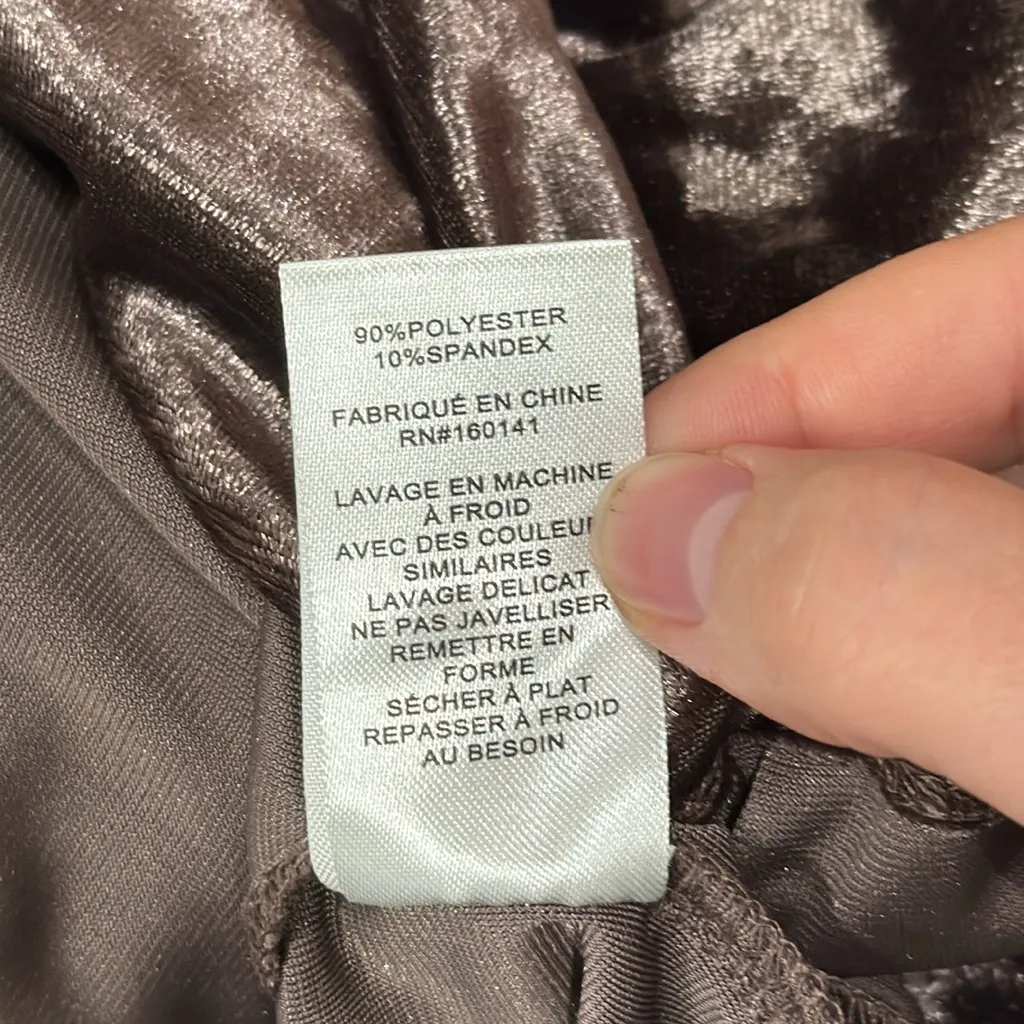 90%POLYESTER
10%SPANDEX
FABRIQUÉ EN CHINE
RN#160141
LAVAGE EN MACHINE
À FROID
AVEC DES
SIMILAIRES
LAVAGE DELICAT
NE PAS JAVELLISER
REMETTRE EN
FORME
SÉCHER À PLAT
REPASSER À FROID
AU BESOIN